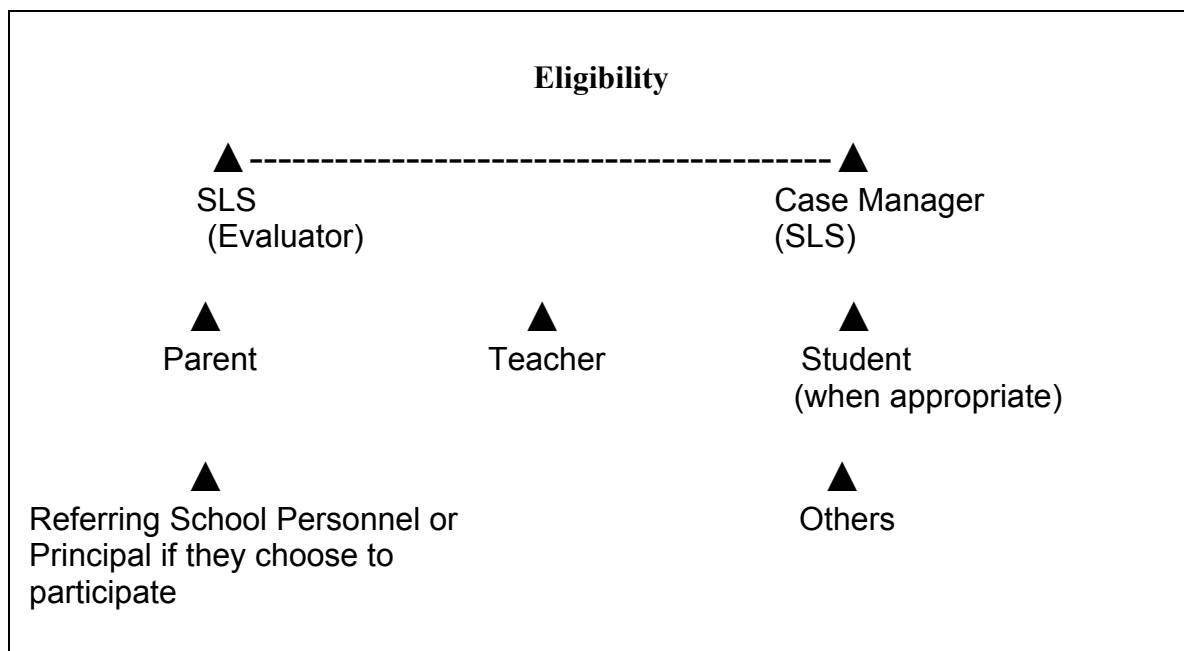 Eligibility
SLS
(Evaluator)
Case Manager
(SLS)
Parent
Teacher
Student
(when appropriate)
Referring School Personnel or
Principal if they choose to
participate
Others